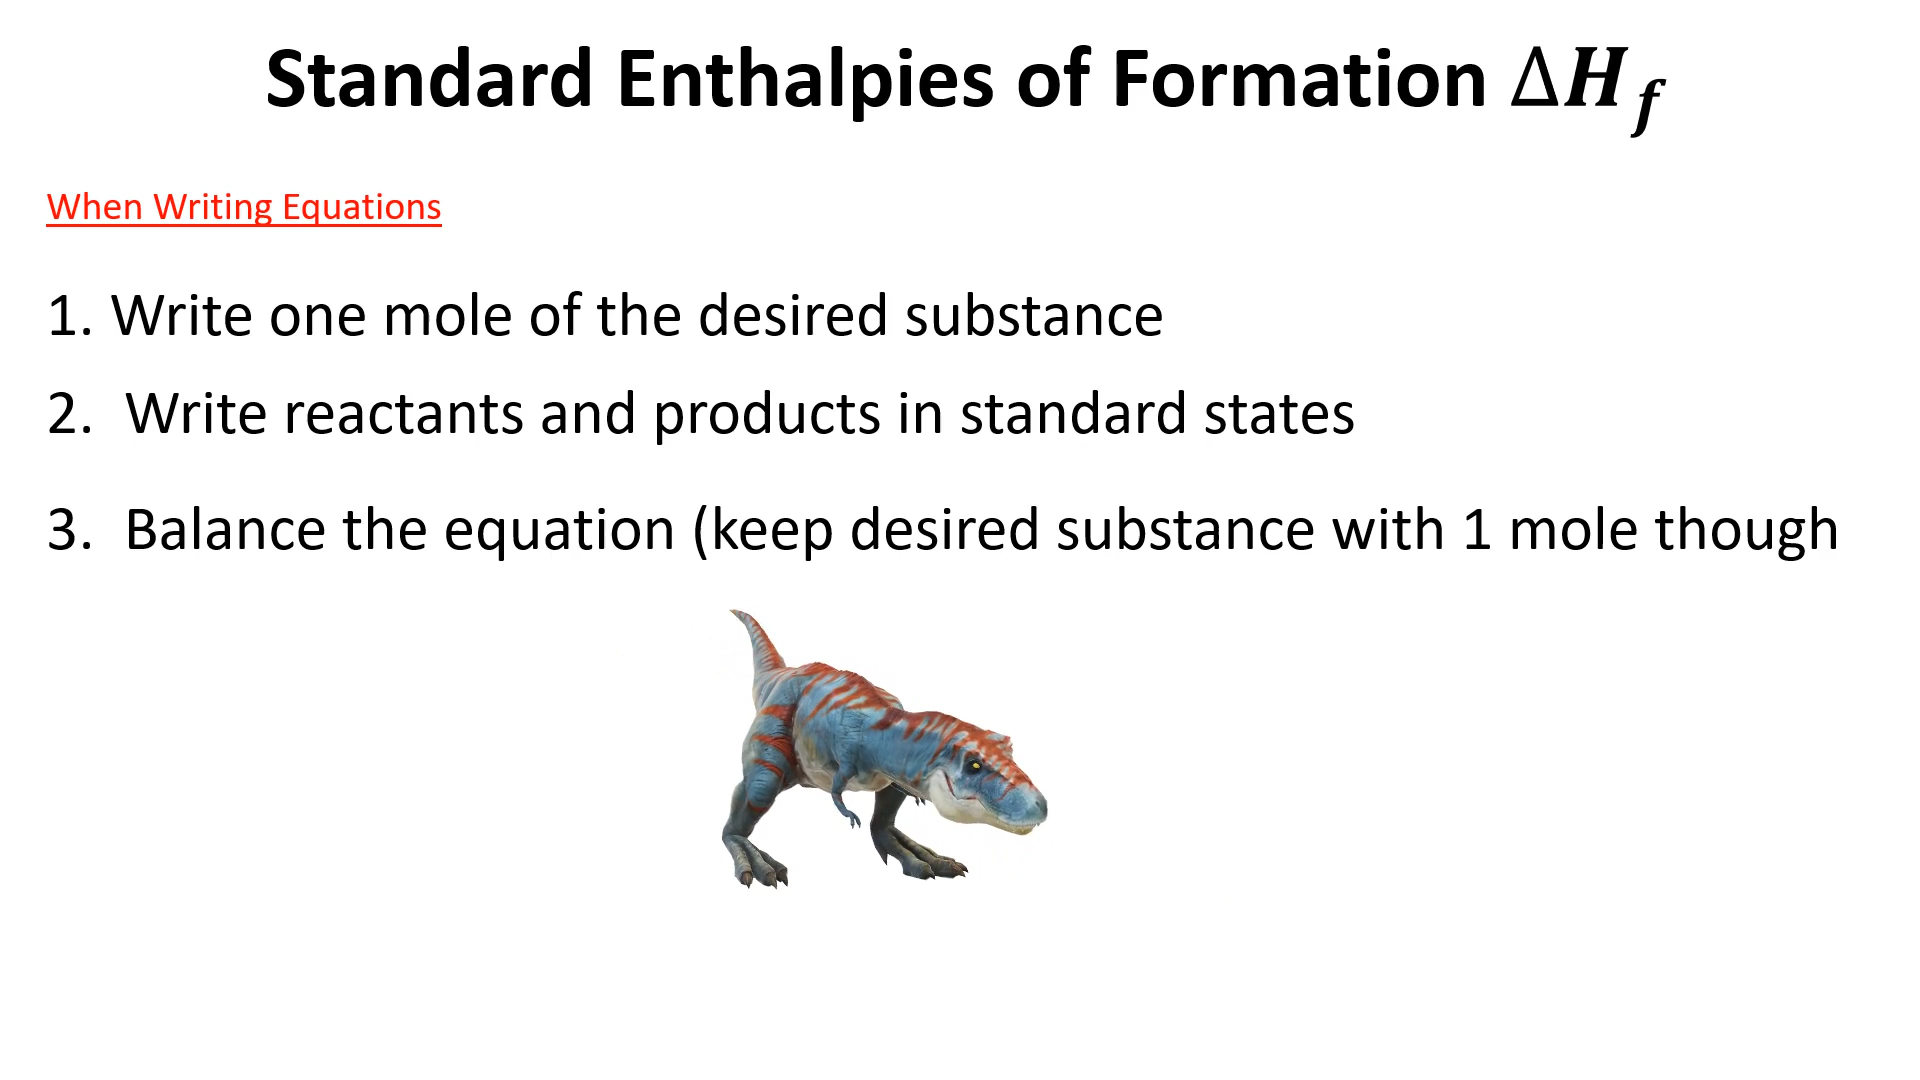 Standard Enthalpies of Formation Δ𝑯𝒇
When Writing Equations
1. Write one mole of the desired substance
2. Write reactants and products in standard states
3. Balance the equation (keep desired substance with 1 mole though